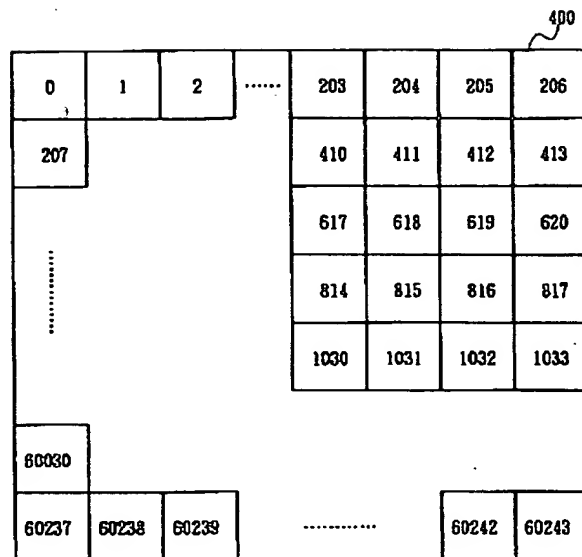 400
0 1 2 ...... 203 204 205 206
207 410 411 412 413
617 618 619 620
814 815 816 817
1030 1031 1032 1033
60030
60237 60238 60239 ............... 60242 60243